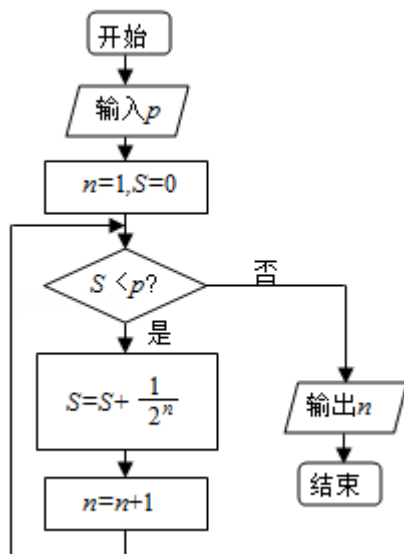 开始
输入p
n=1,S=0
S<p?
否
是
S=S+ 1/2^n
输出n
n=n+1
结束